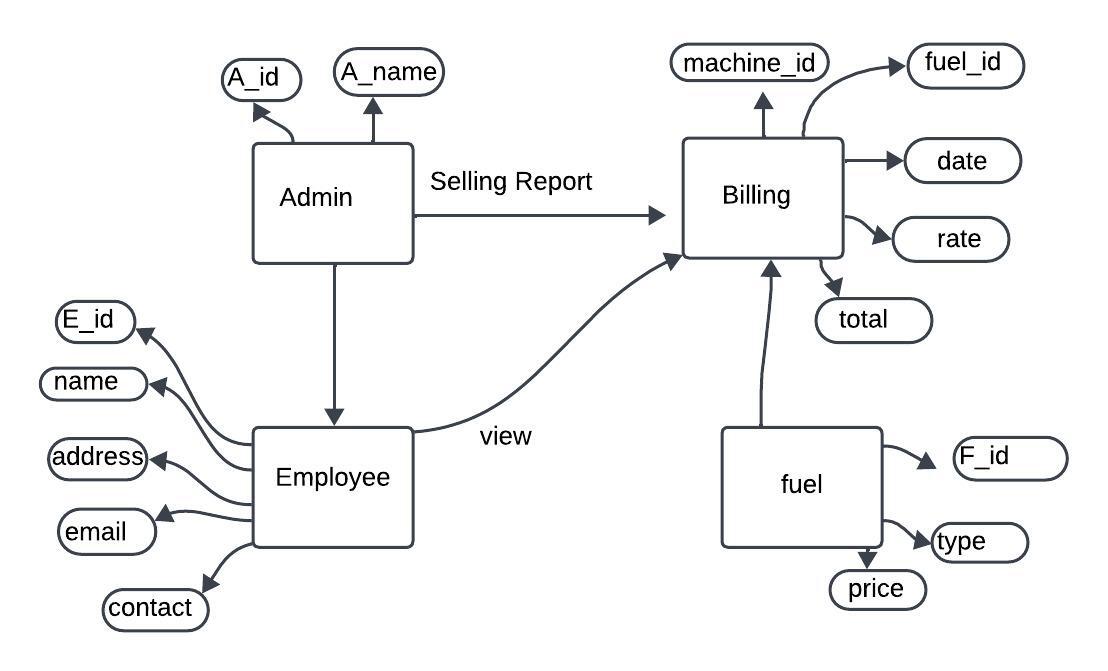 A_id
A_name
machine_id
fuel_id
date
rate
total
Admin
Selling Report
Billing
E_id
name
address
email
contact
Employee
view
fuel
F_id
type
price